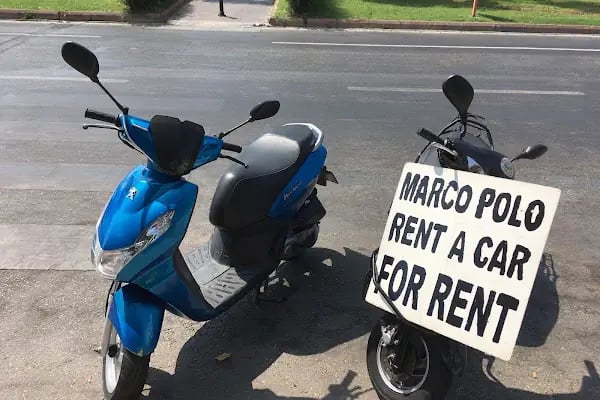 MARCO POLO
RENT A CAR
FOR RENT